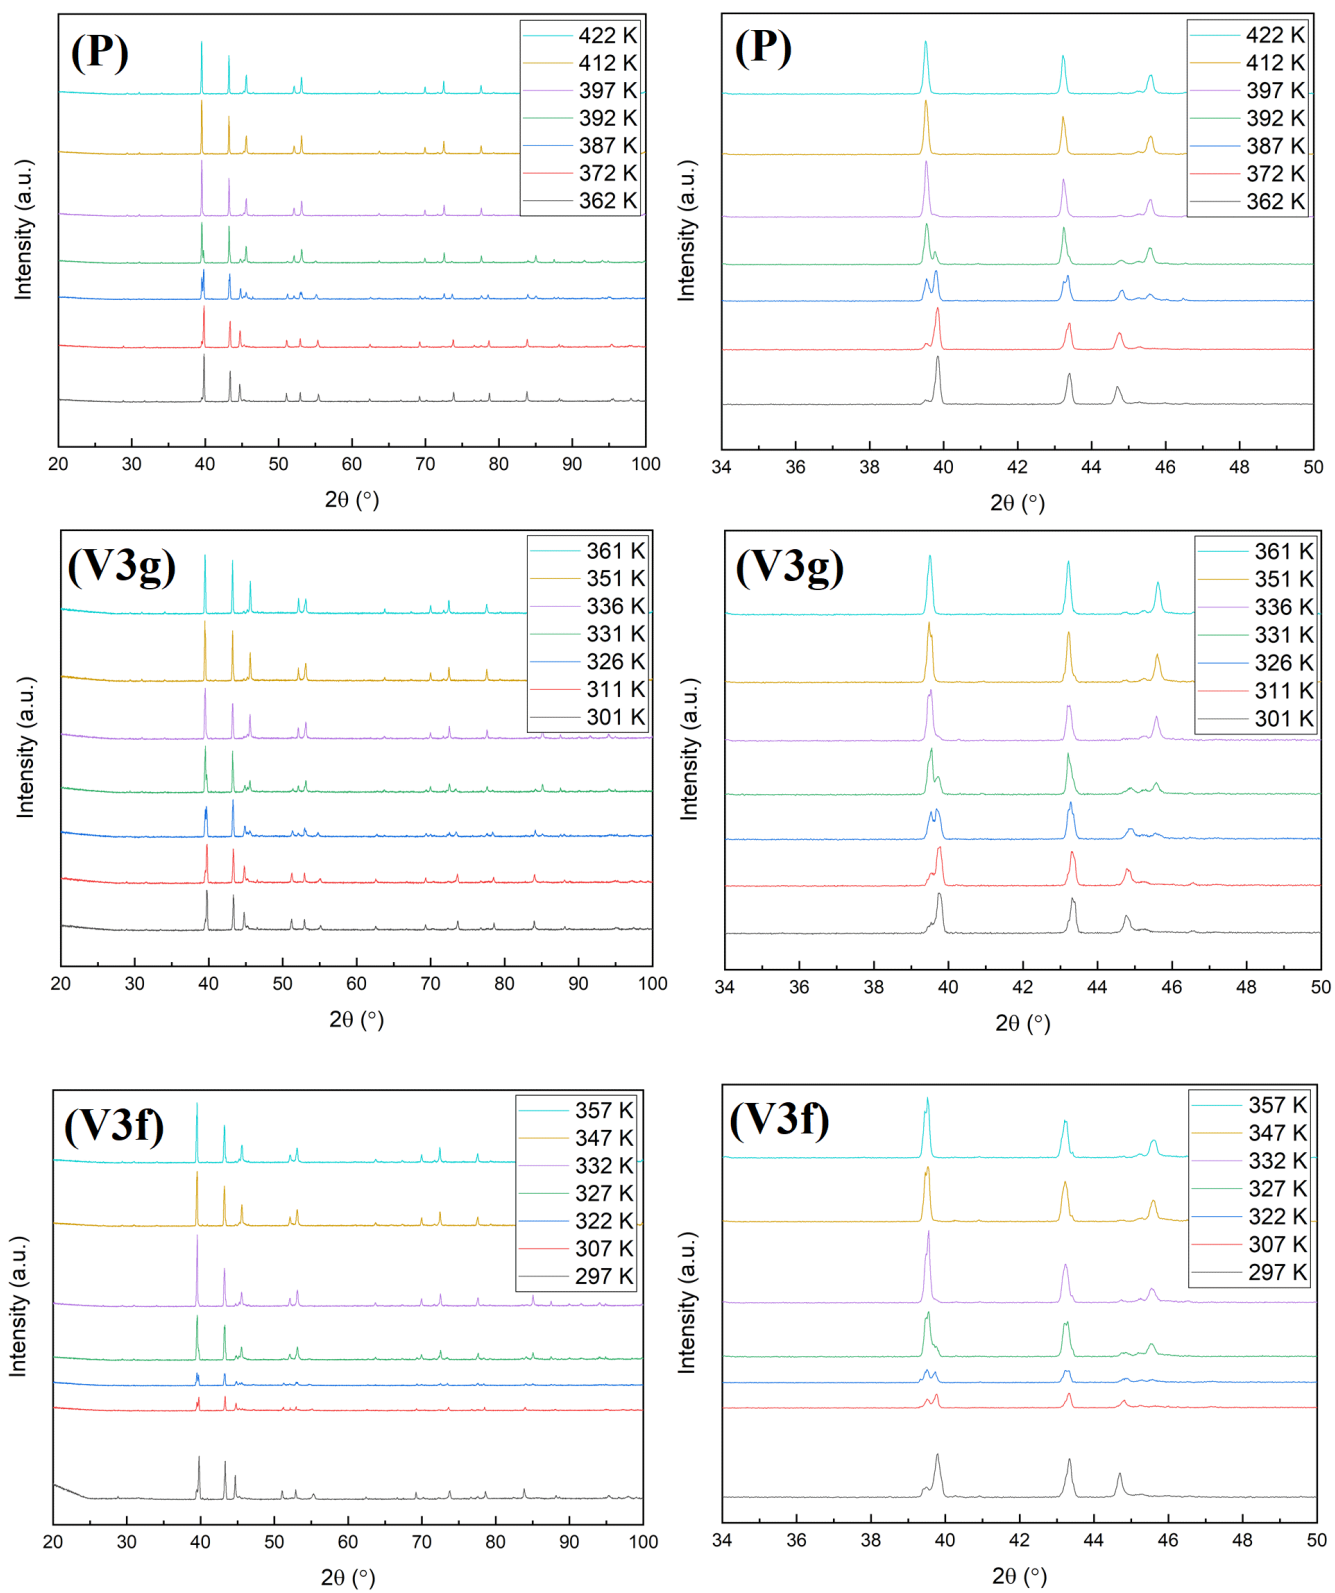 (P)
422 K
412 K
397 K
392 K
387 K
372 K
362 K
Intensity (a.u.)
20 30 40 50 60 70 80 90 100
2θ (°)
(P)
422 K
412 K
397 K
392 K
387 K
372 K
362 K
Intensity (a.u.)
34 36 38 40 42 44 46 48 50
2θ (°)
(V3g)
361 K
351 K
336 K
331 K
326 K
311 K
301 K
Intensity (a.u.)
20 30 40 50 60 70 80 90 100
2θ (°)
(V3g)
361 K
351 K
336 K
331 K
326 K
311 K
301 K
Intensity (a.u.)
34 36 38 40 42 44 46 48 50
2θ (°)
(V3f)
357 K
347 K
332 K
327 K
322 K
307 K
297 K
Intensity (a.u.)
20 30 40 50 60 70 80 90 100
2θ (°)
(V3f)
357 K
347 K
332 K
327 K
322 K
307 K
297 K
Intensity (a.u.)
34 36 38 40 42 44 46 48 50
2θ (°)